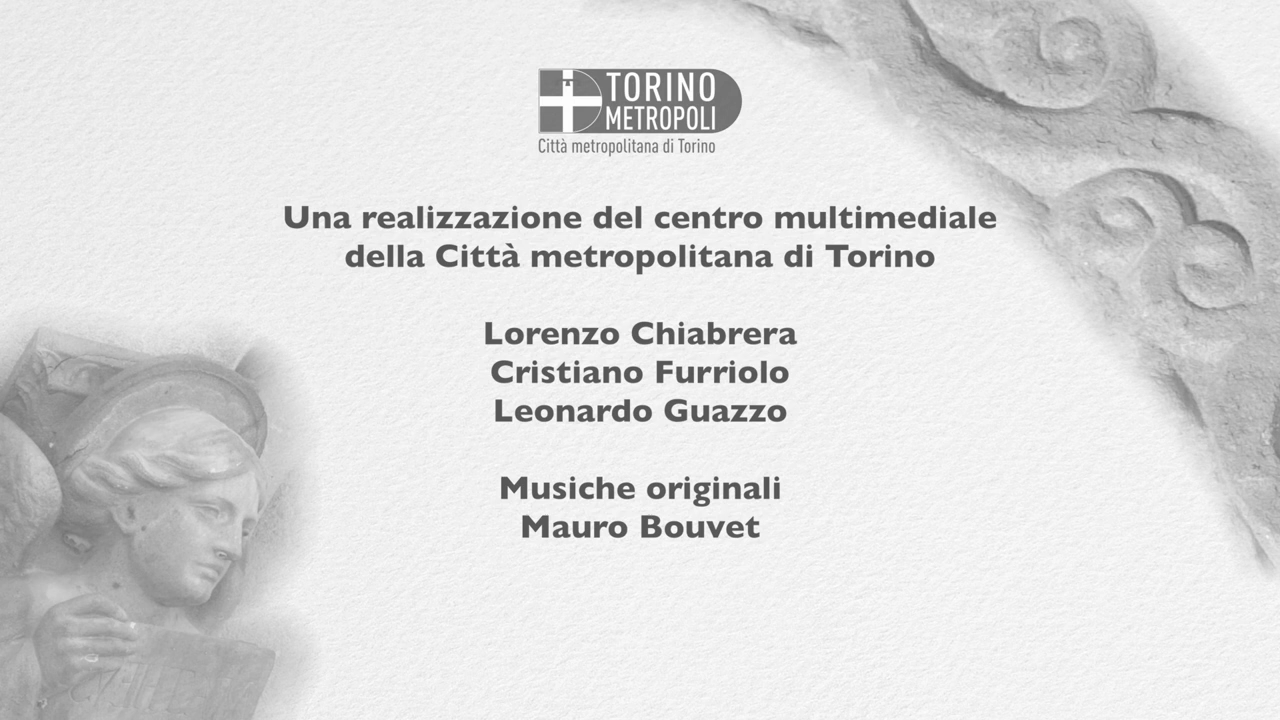 TORINO
METROPOLI
Città metropolitana di Torino
Una realizzazione del centro multimediale
della Città metropolitana di Torino
Lorenzo Chiabrera
Cristiano Furriolo
Leonardo Guazzo
Musiche originali
Mauro Bouvet